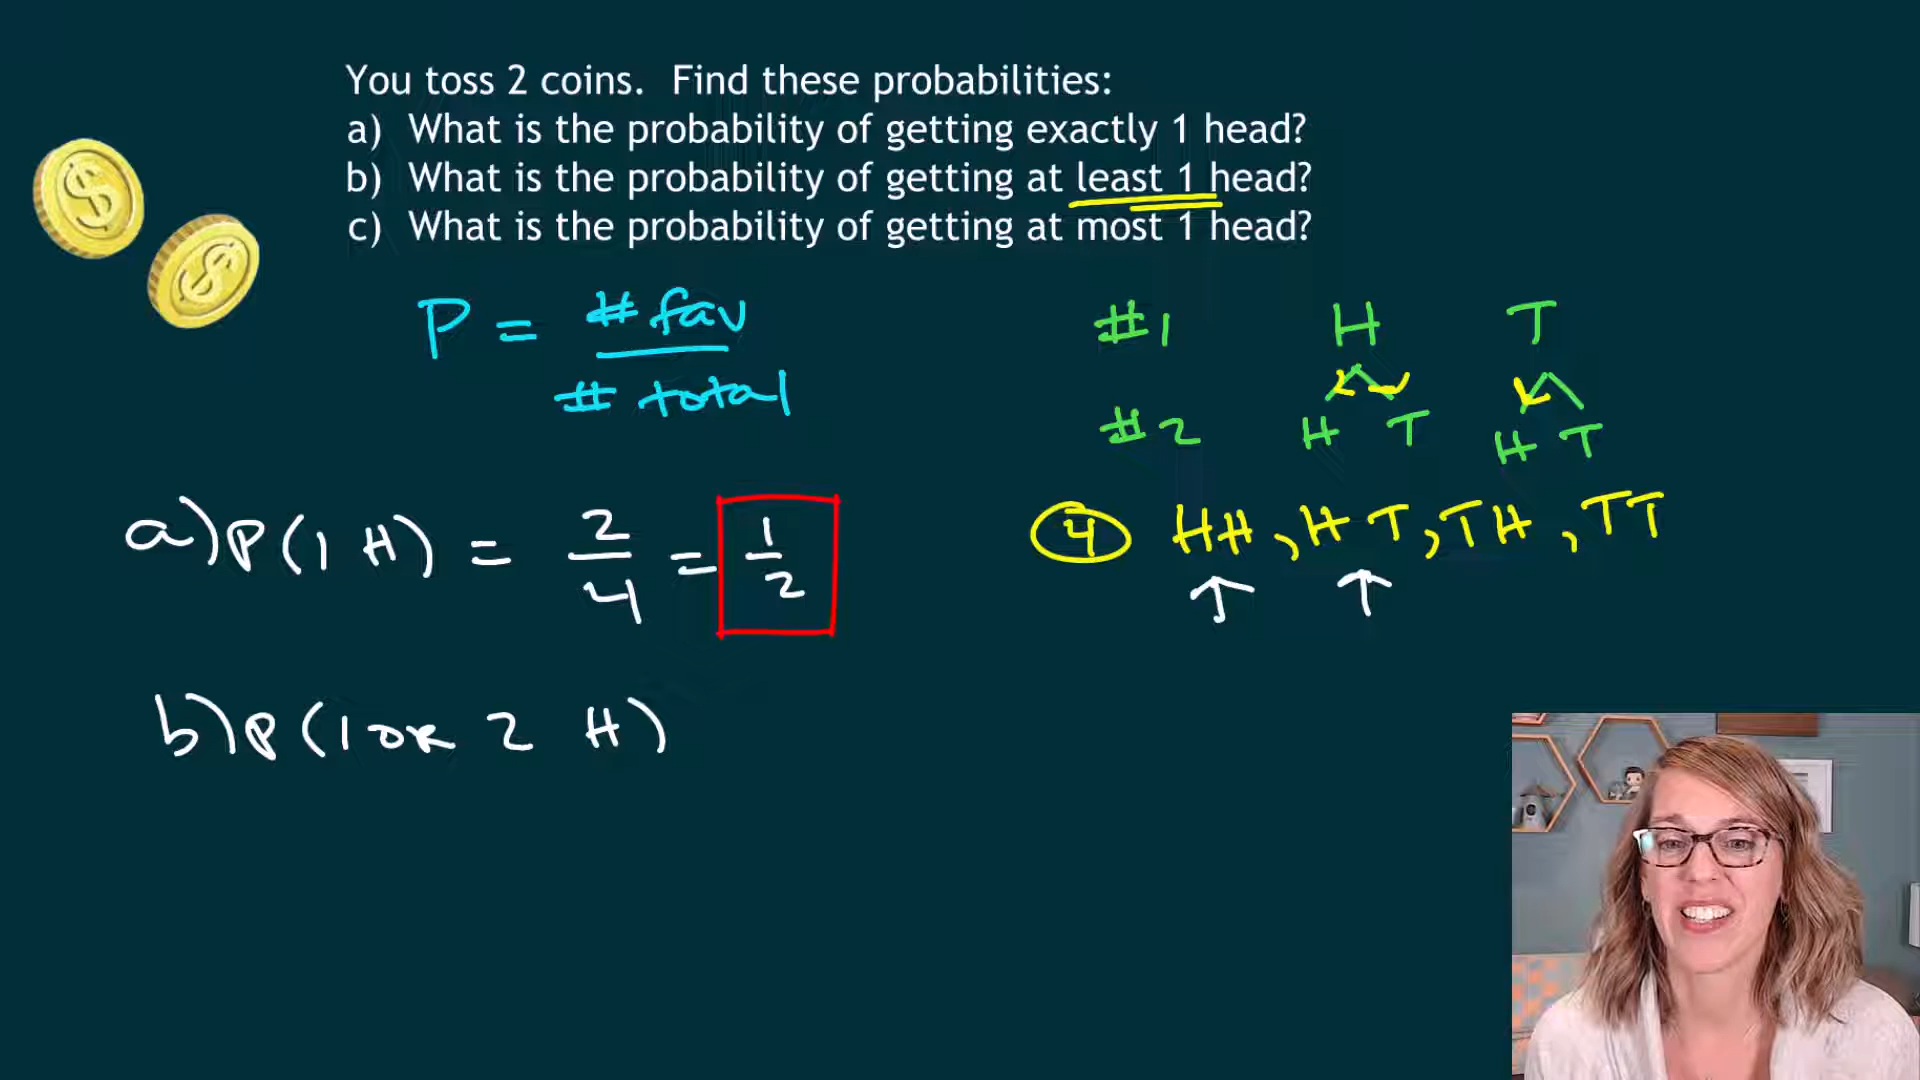 You toss 2 coins. Find these probabilities:
a) What is the probability of getting exactly 1 head?
b) What is the probability of getting at least 1 head?
c) What is the probability of getting at most 1 head?
P = # fav / # total
#1 H T
#2 H T H T
a) P(1 H) = 2/4 = 1/2
4 HH, HT, TH, TT
b) P(1 or 2 H)